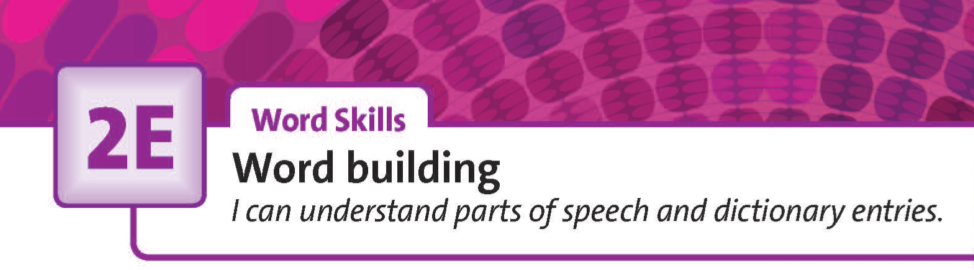 2E
Word Skills
Word building
I can understand parts of speech and dictionary entries.